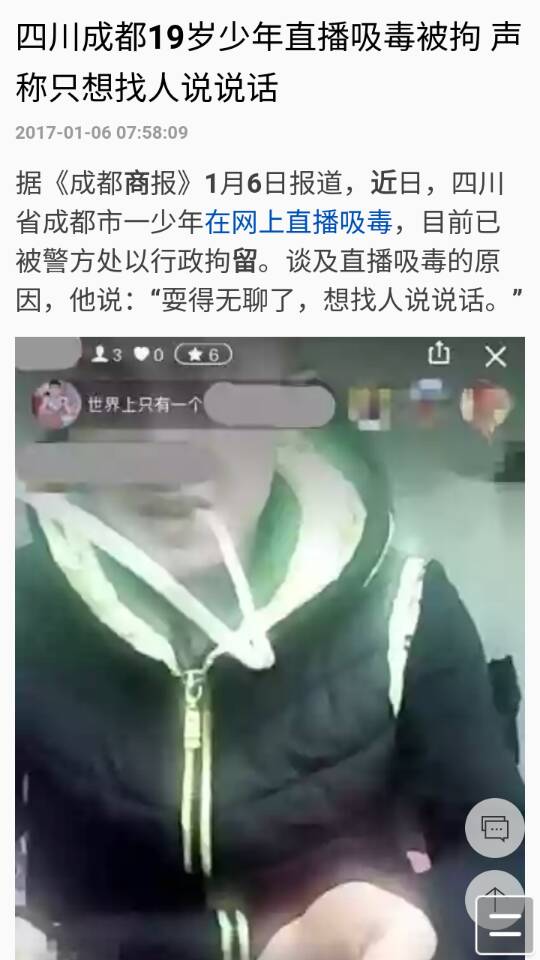 四川成都19岁少年直播吸毒被拘 声
称只想找人说说话
2017-01-06 07:58:09
据《成都商报》1月6日报道，近日，四川
省成都市一少年在网上直播吸毒，目前已
被警方处以行政拘留。谈及直播吸毒的原
因，他说：“耍得无聊了，想找人说说话。”
3 0 6
世界上只有一个